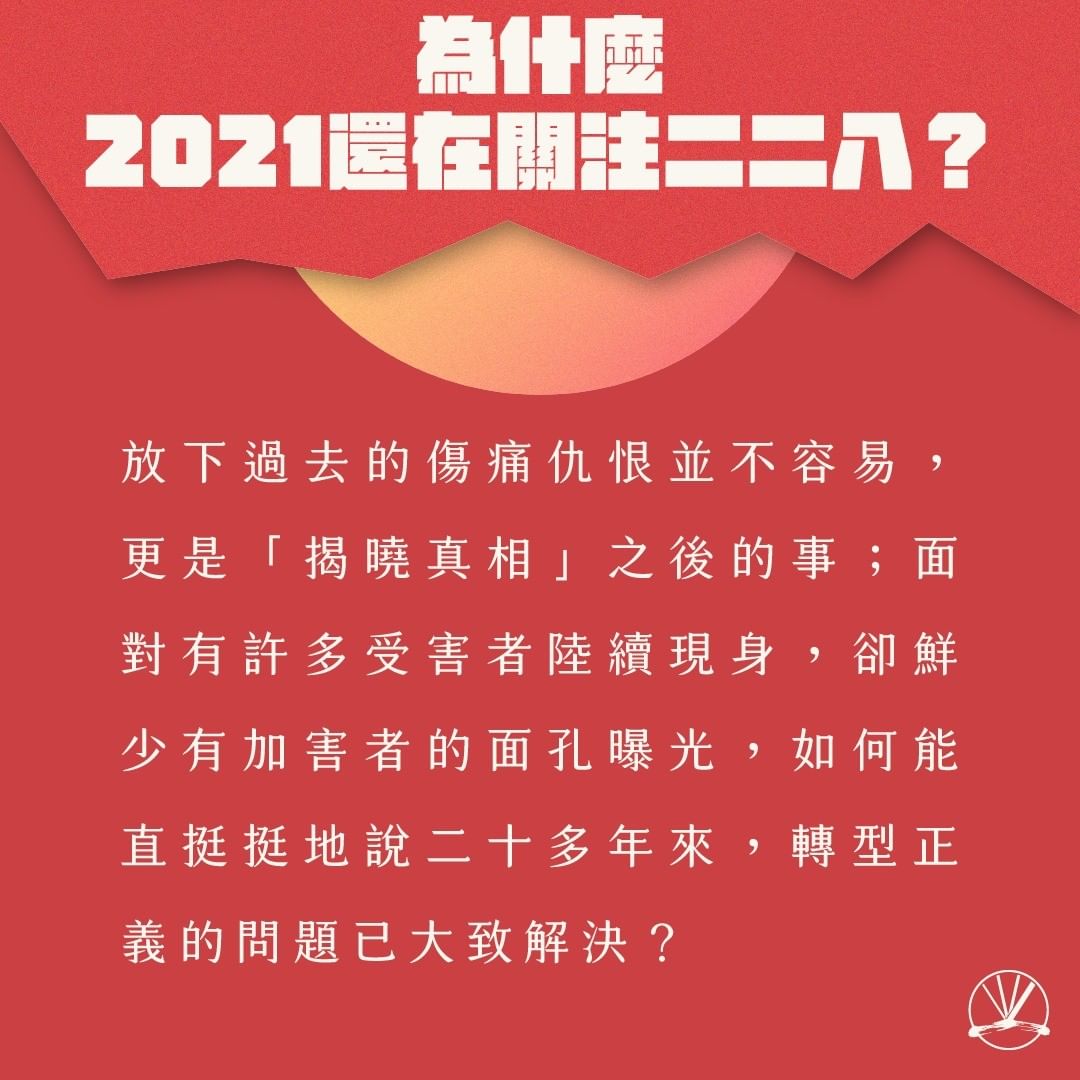 為什麼
2021還在關注二二八？
放下過去的傷痛仇恨並不容易，
更是「揭曉真相」之後的事；面
對有許多受害者陸續現身，卻鮮
少有加害者的面孔曝光，如何能
直挺挺地說二十多年來，轉型正
義的問題已大致解決？